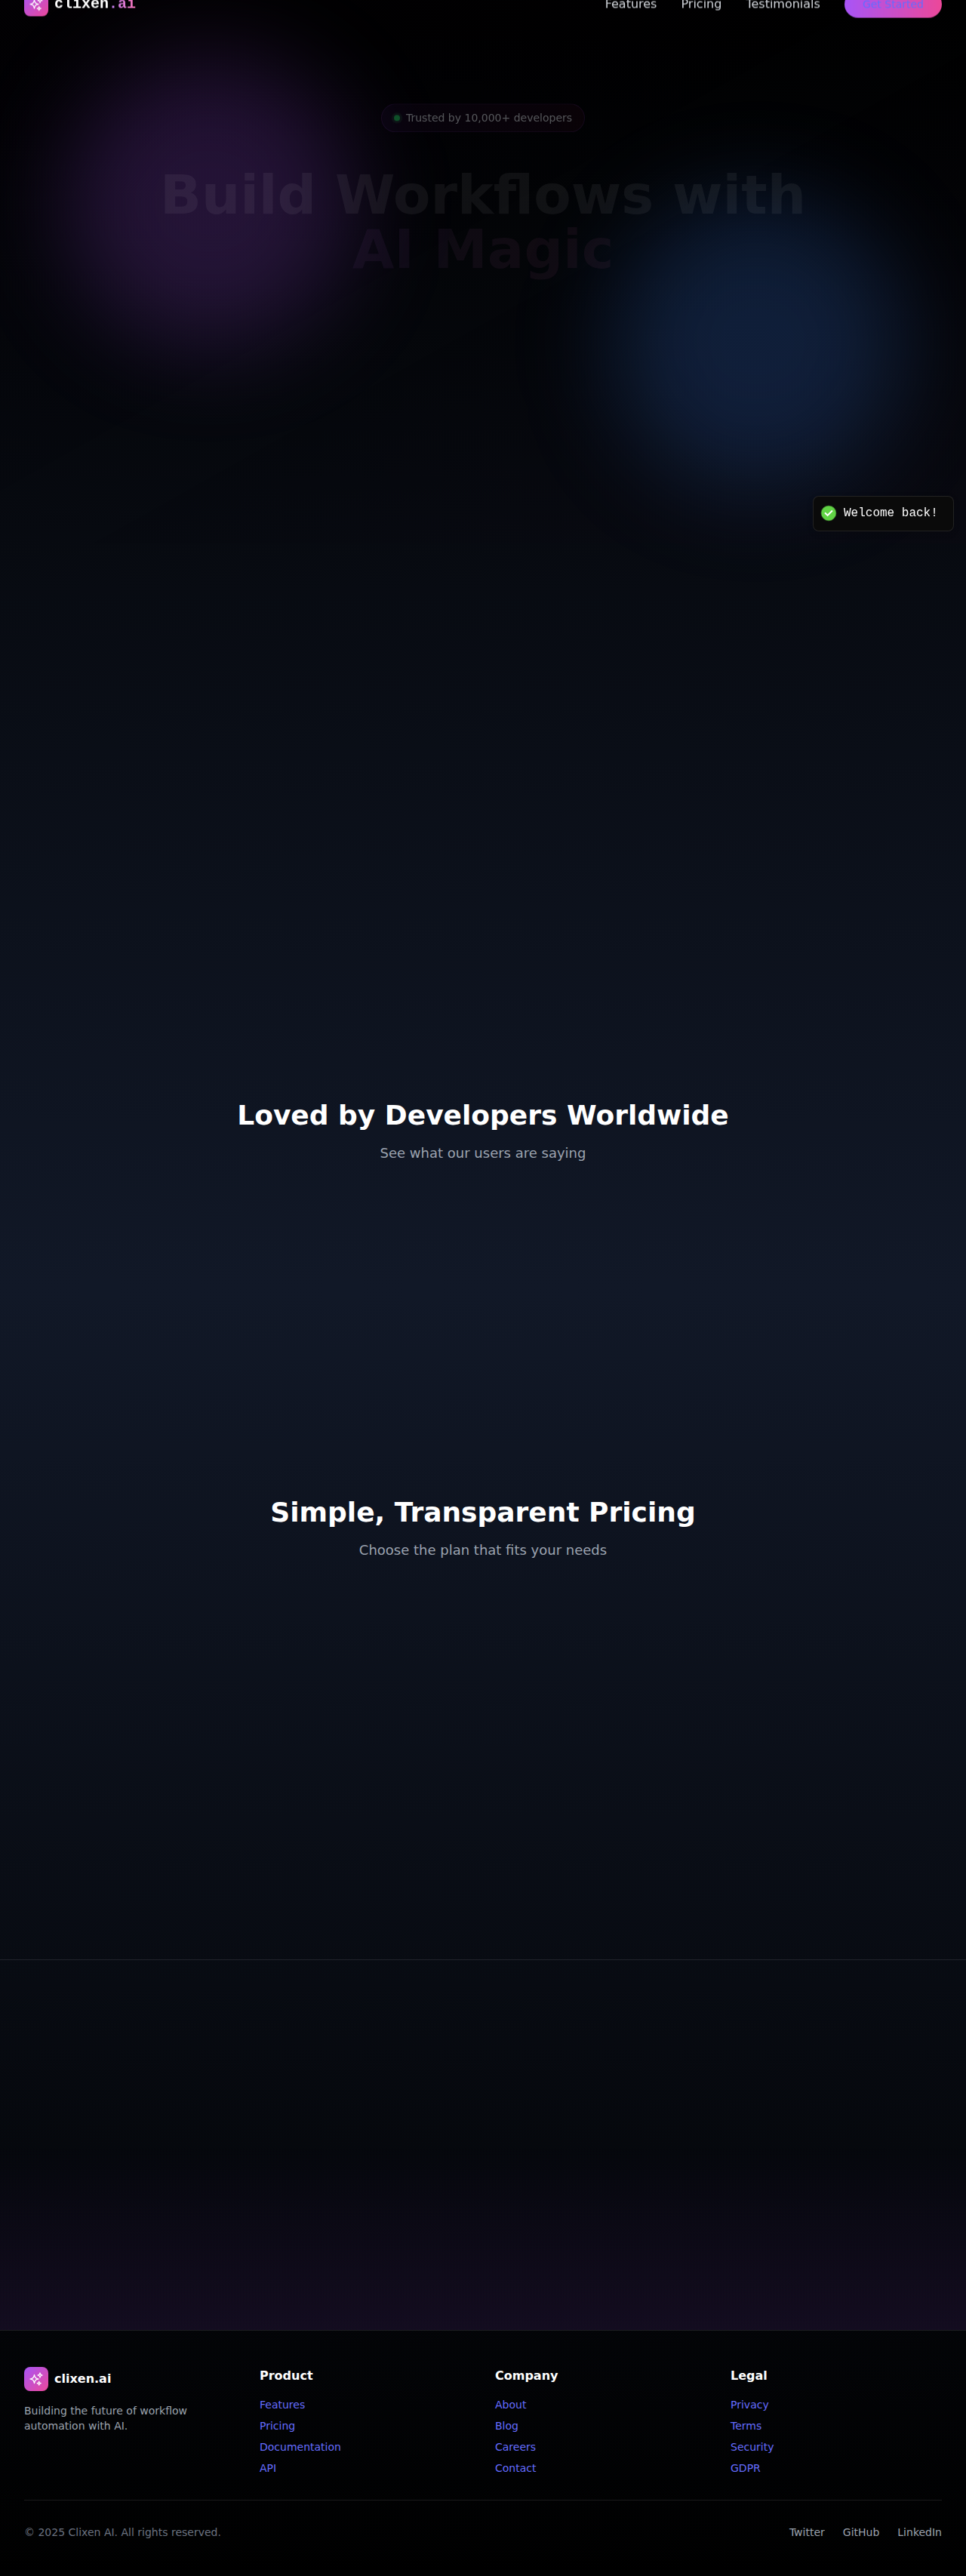 clixen.ai
Features Pricing Testimonials Get Started
Trusted by 10,000+ developers
Build Workflows with
AI Magic
Welcome back!
Loved by Developers Worldwide
See what our users are saying
Simple, Transparent Pricing
Choose the plan that fits your needs
clixen.ai
Building the future of workflow
automation with AI.
Product
Features
Pricing
Documentation
API
Company
About
Blog
Careers
Contact
Legal
Privacy
Terms
Security
GDPR
© 2025 Clixen AI. All rights reserved.
Twitter GitHub LinkedIn